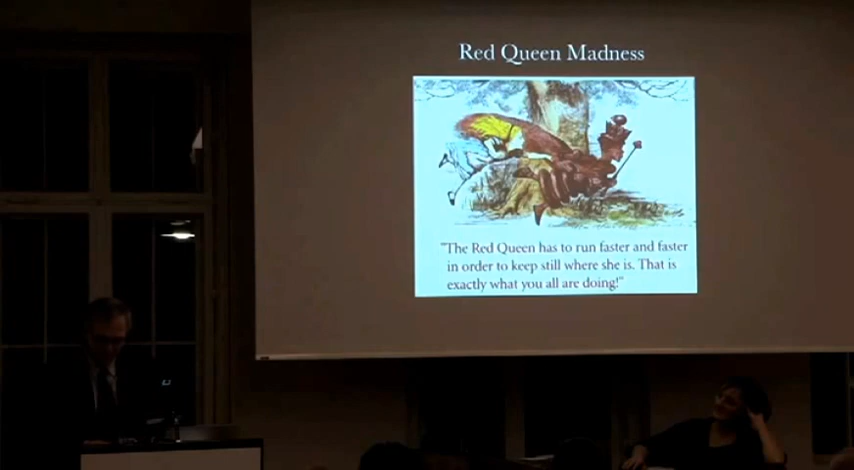 Red Queen Madness
"The Red Queen has to run faster and faster
in order to keep still where she is. That is
exactly what you all are doing!"